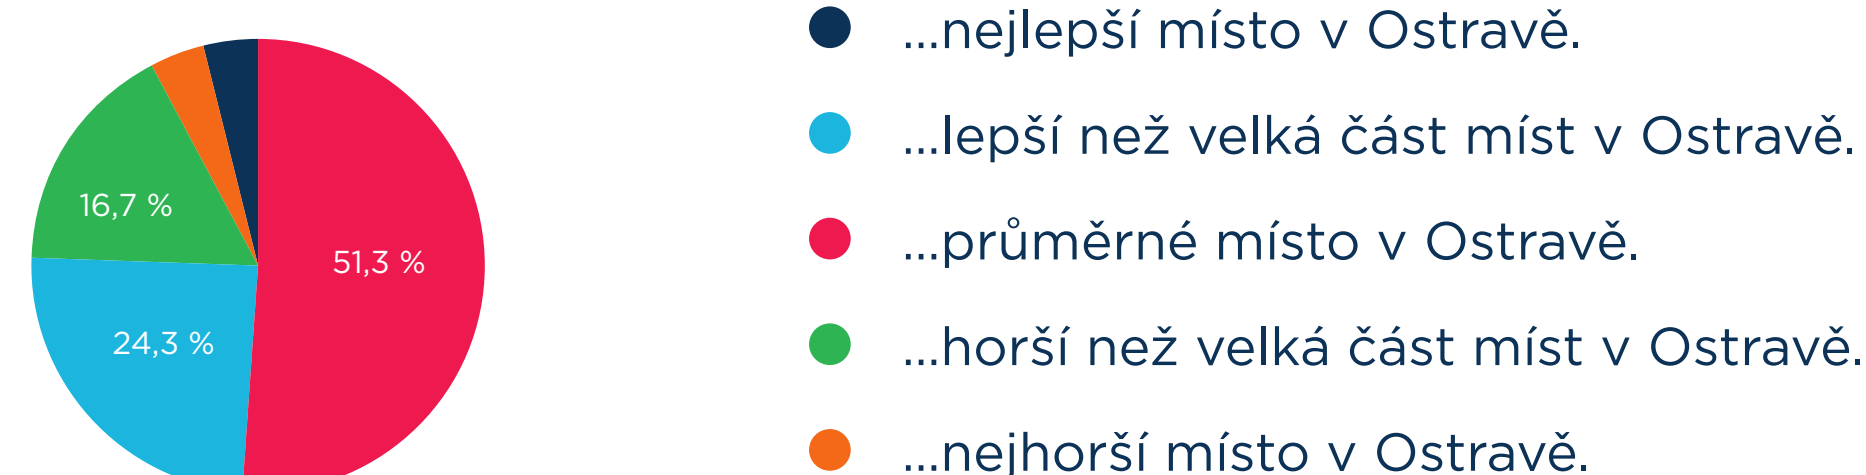 ...nejlepší místo v Ostravě.
...lepší než velká část míst v Ostravě.
...průměrné místo v Ostravě.
...horší než velká část míst v Ostravě.
...nejhorší místo v Ostravě.
16,7 %
51,3 %
24,3 %